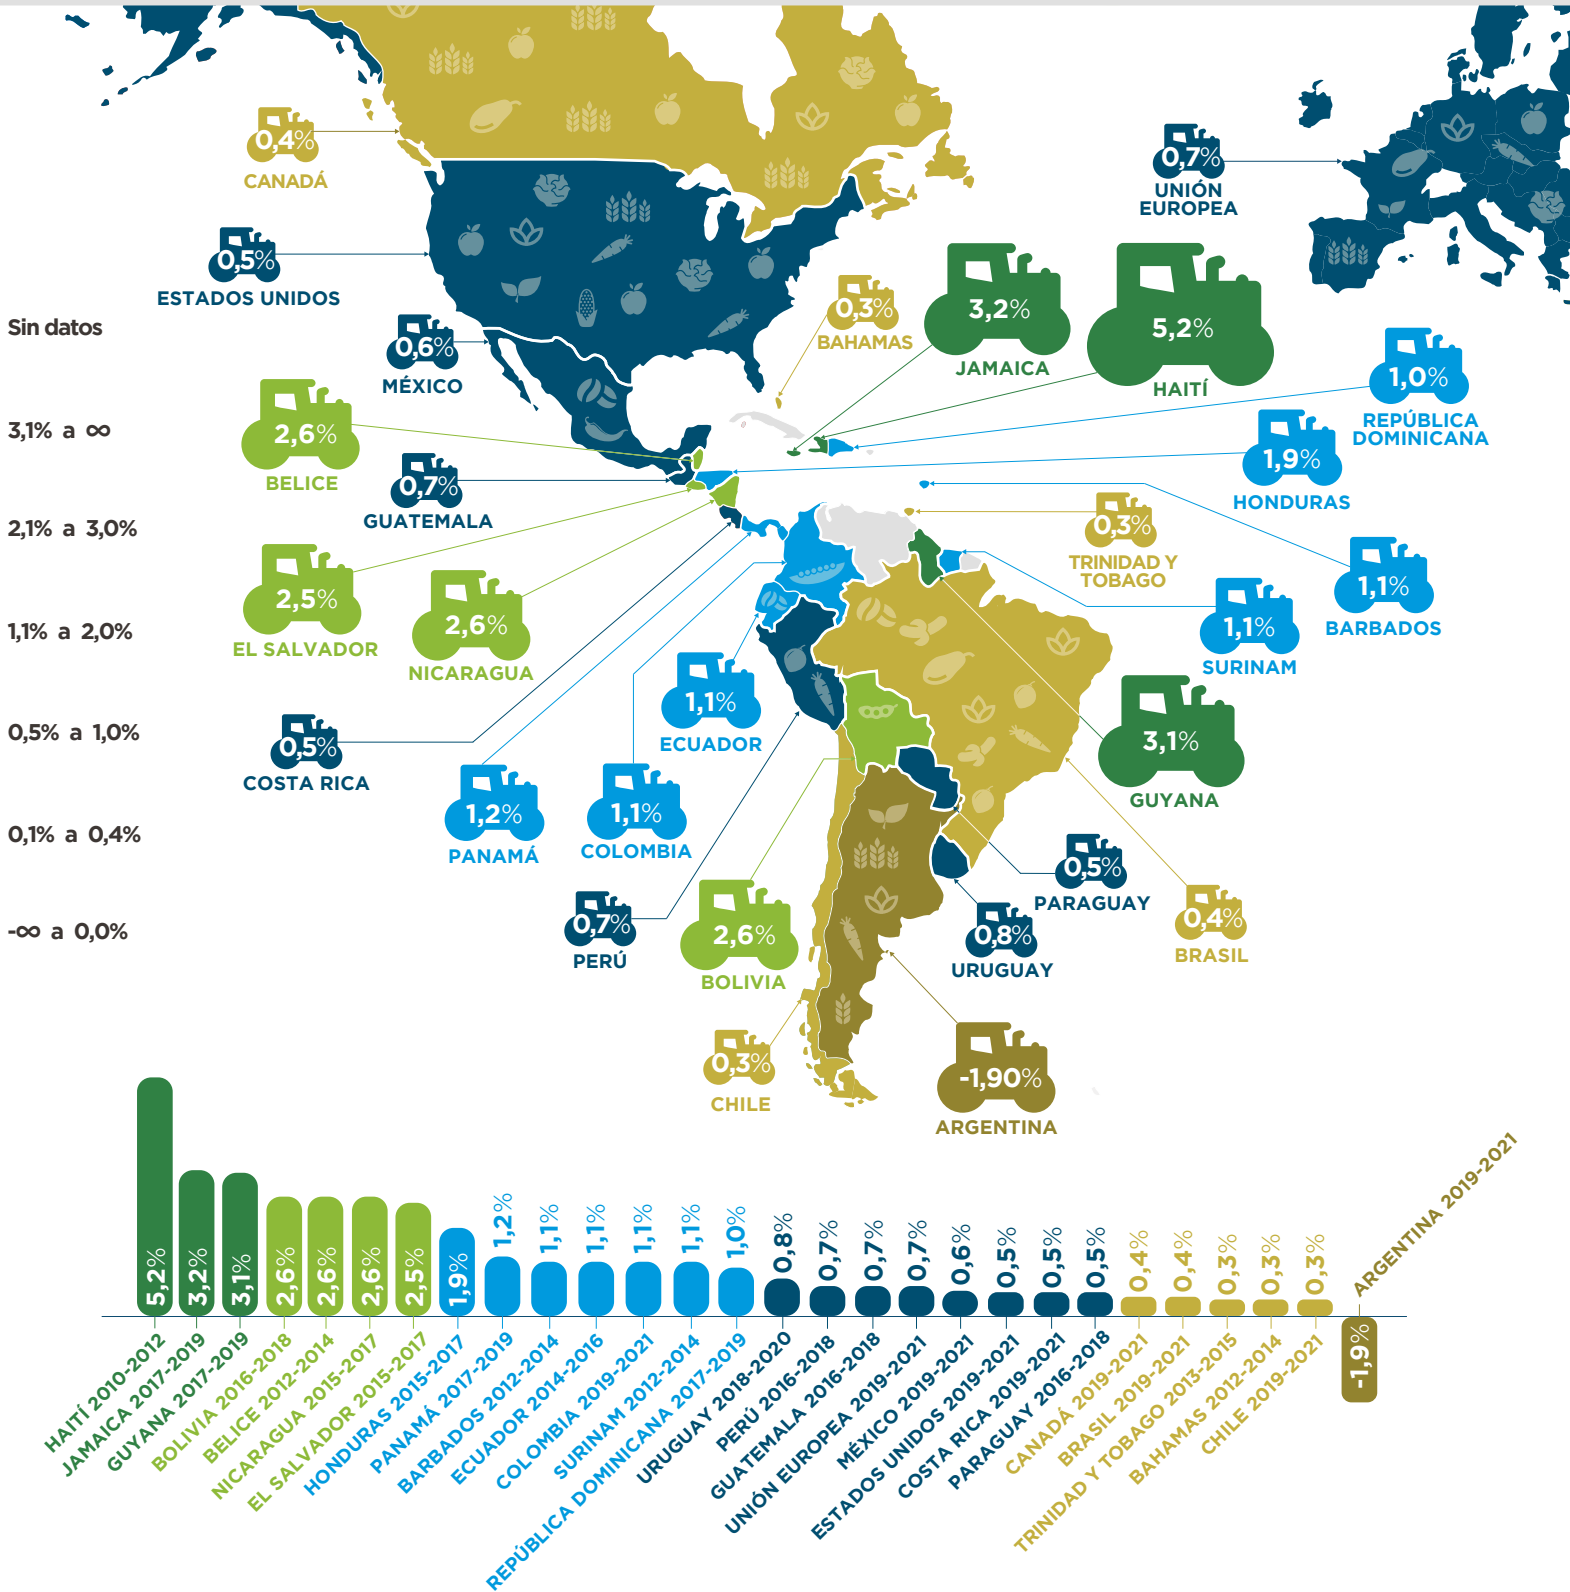 0,4%
CANADÁ
0,7%
UNIÓN
EUROPEA
0,5%
ESTADOS UNIDOS
0,6%
MÉXICO
0,3%
BAHAMAS
3,2%
JAMAICA
5,2%
HAITÍ
1,0%
REPÚBLICA
DOMINICANA
Sin datos
3,1% a ∞
2,1% a 3,0%
1,1% a 2,0%
0,5% a 1,0%
0,1% a 0,4%
-∞ a 0,0%
2,6%
BELICE
0,7%
GUATEMALA
1,9%
HONDURAS
0,3%
TRINIDAD Y
TOBAGO
1,1%
BARBADOS
2,5%
EL SALVADOR
2,6%
NICARAGUA
1,1%
SURINAM
1,1%
ECUADOR
0,5%
COSTA RICA
3,1%
GUYANA
1,2%
PANAMÁ
1,1%
COLOMBIA
0,5%
PARAGUAY
0,7%
PERÚ
2,6%
BOLIVIA
0,8%
URUGUAY
0,4%
BRASIL
0,3%
CHILE
-1,90%
ARGENTINA
5,2%
3,2%
3,1%
2,6%
2,6%
2,6%
2,5%
1,9%
1,2%
1,1%
1,1%
1,1%
1,1%
1,0%
0,8%
0,7%
0,7%
0,7%
0,6%
0,5%
0,5%
0,5%
0,4%
0,4%
0,3%
0,3%
0,3%
-1,9%
HAITÍ 2010-2012
JAMAICA 2017-2019
GUYANA 2017-2019
BOLIVIA 2016-2018
BELICE 2012-2014
NICARAGUA 2015-2017
EL SALVADOR 2015-2017
HONDURAS 2015-2017
PANAMÁ 2017-2019
BARBADOS 2012-2014
ECUADOR 2014-2016
COLOMBIA 2019-2021
SURINAM 2012-2014
REPÚBLICA DOMINICANA 2017-2019
URUGUAY 2018-2020
PERÚ 2016-2018
GUATEMALA 2016-2018
UNIÓN EUROPEA 2019-2021
MÉXICO 2019-2021
ESTADOS UNIDOS 2019-2021
COSTA RICA 2019-2021
PARAGUAY 2016-2018
CANADÁ 2019-2021
BRASIL 2019-2021
TRINIDAD Y TOBAGO 2013-2015
BAHAMAS 2012-2014
CHILE 2019-2021
ARGENTINA 2019-2021